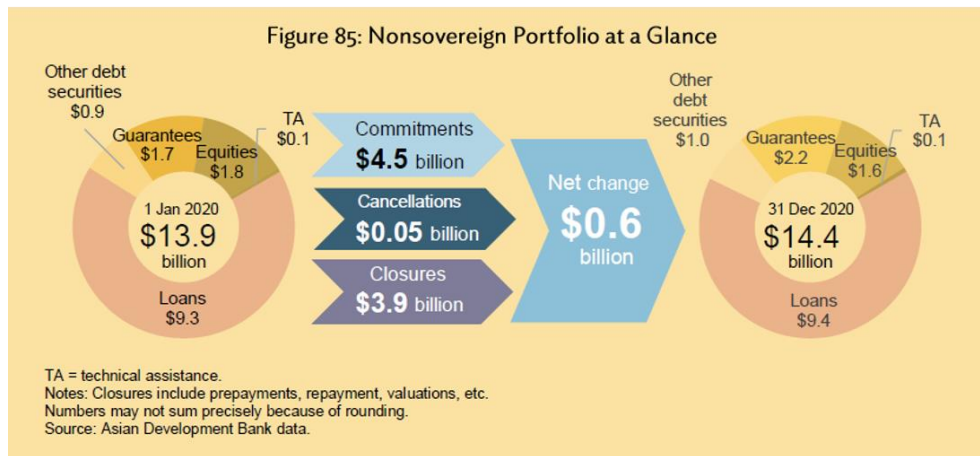 Figure 85: Nonsovereign Portfolio at a Glance
Other debt
securities
$0.9
Guarantees
$1.7
Equities
$1.8
TA
$0.1
1 Jan 2020
$13.9
billion
Loans
$9.3
Commitments
$4.5 billion
Cancellations
$0.05 billion
Closures
$3.9 billion
Net change
$0.6
billion
Other
debt
securities
$1.0
Guarantees
$2.2
Equities
$1.6
TA
$0.1
31 Dec 2020
$14.4
billion
Loans
$9.4
TA = technical assistance.
Notes: Closures include prepayments, repayment, valuations, etc.
Numbers may not sum precisely because of rounding.
Source: Asian Development Bank data.